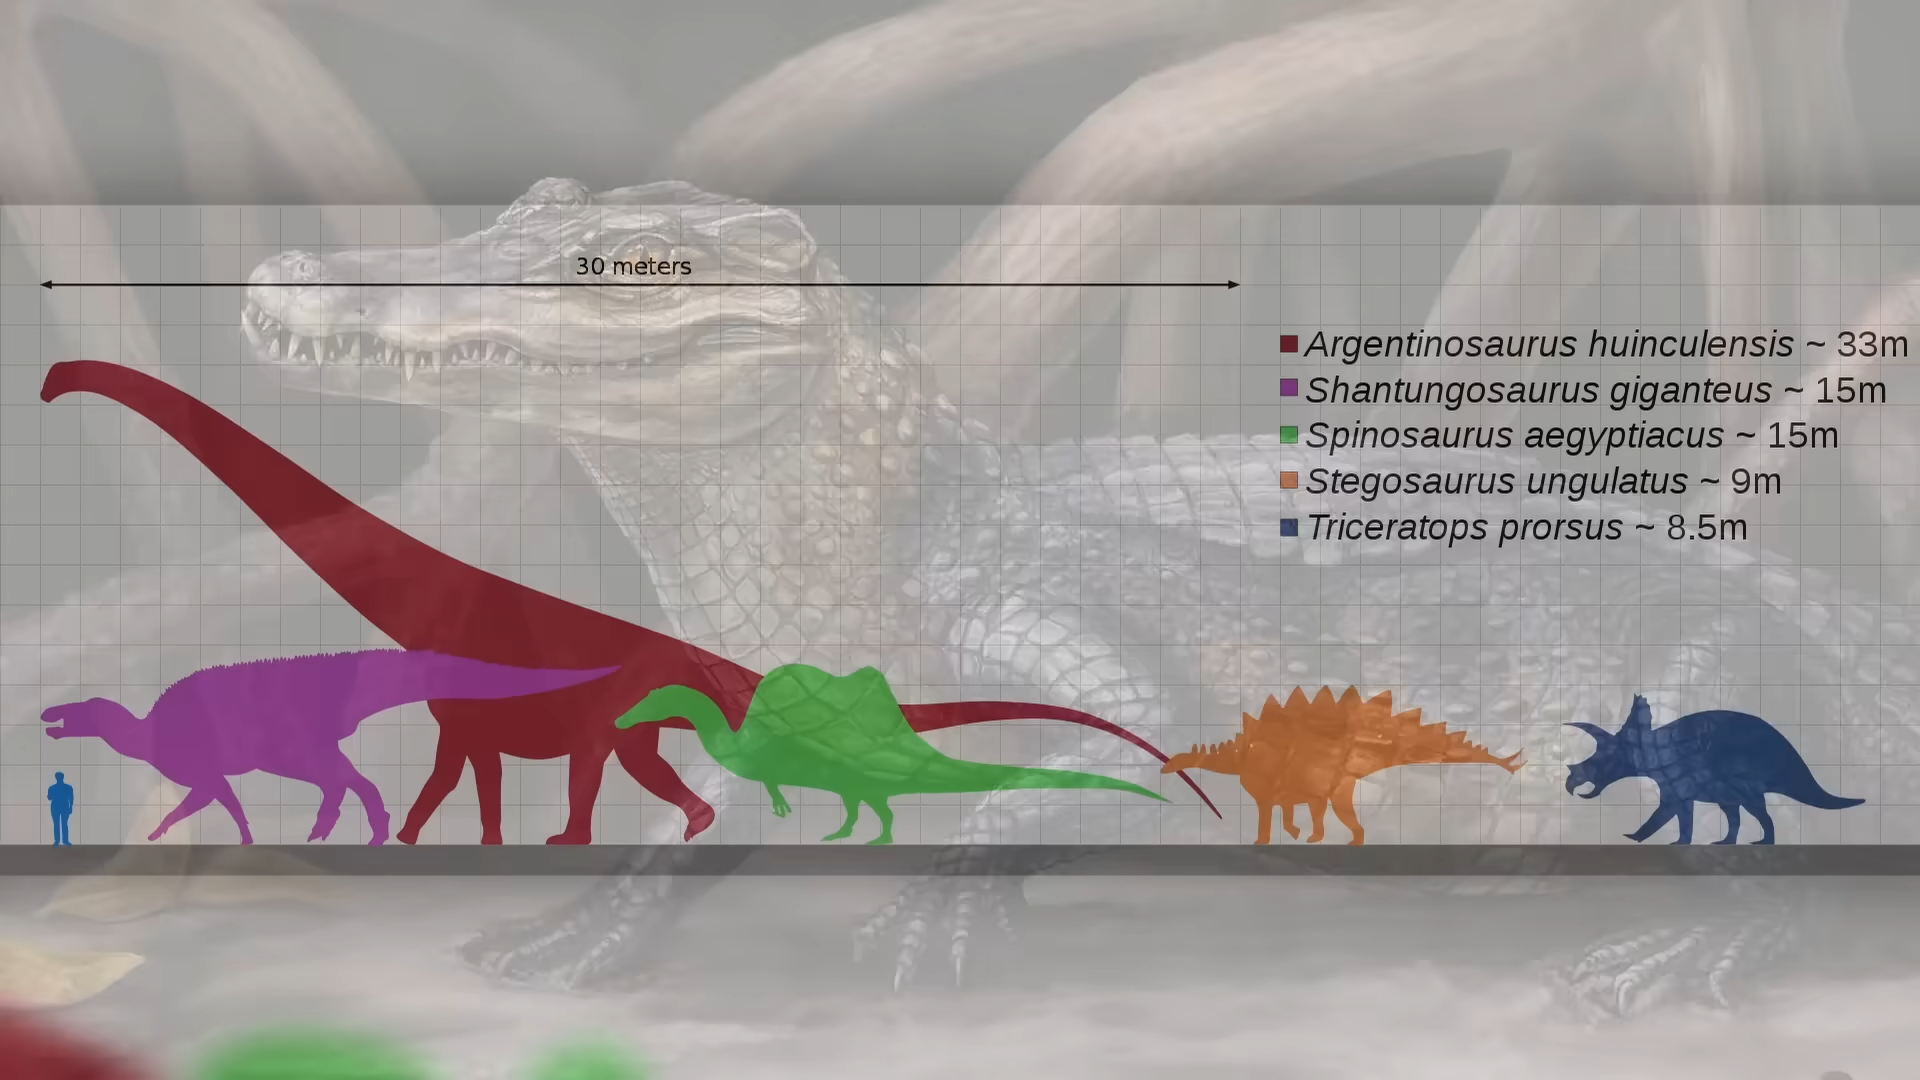 30 meters
Argentinosaurus huinculensis ~ 33m
Shantungosaurus giganteus ~ 15m
Spinosaurus aegyptiacus ~ 15m
Stegosaurus ungulatus ~ 9m
Triceratops prorsus ~ 8.5m